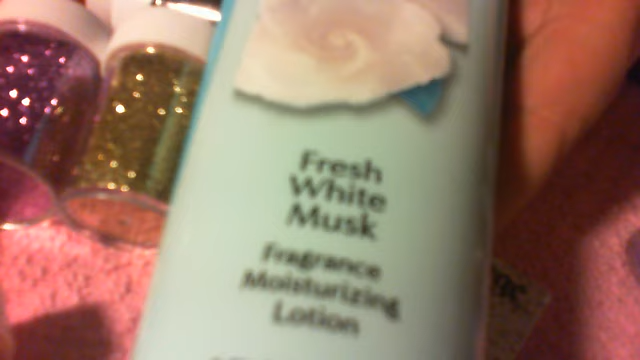 Fresh
White
Musk
Fragrance
Moisturizing
Lotion